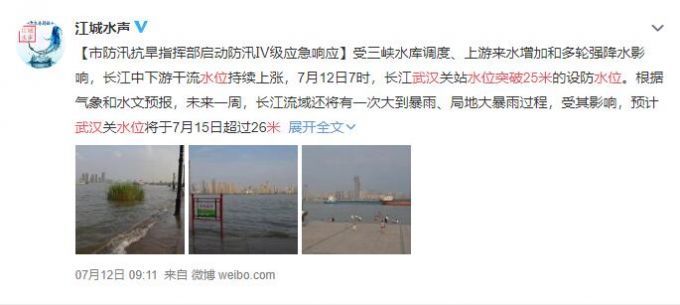 江城水声
【市防汛抗旱指挥部启动防汛Ⅳ级应急响应】受三峡水库调度、上游来水增加和多轮强降水影
响，长江中下游干流水位持续上涨，7月12日7时，长江武汉关站水位突破25米的设防水位。根据
气象和水文预报，未来一周，长江流域还将有一次大到暴雨、局地大暴雨过程，受其影响，预计
武汉关水位将于7月15日超过26米 展开全文
07月12日 09:11 来自 微博 weibo.com